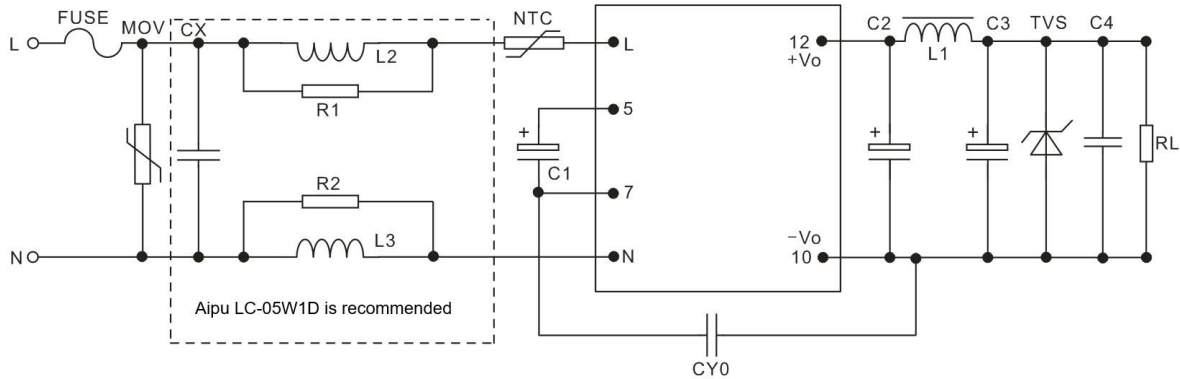 FUSE
MOV
CX
NTC
L
L2
R1
L
5
C1
7
R2
L3
N
N
Aipu LC-05W1D is recommended
12
+Vo
C2
L1
C3
TVS
C4
RL
−Vo
10
CY0
+
+
+